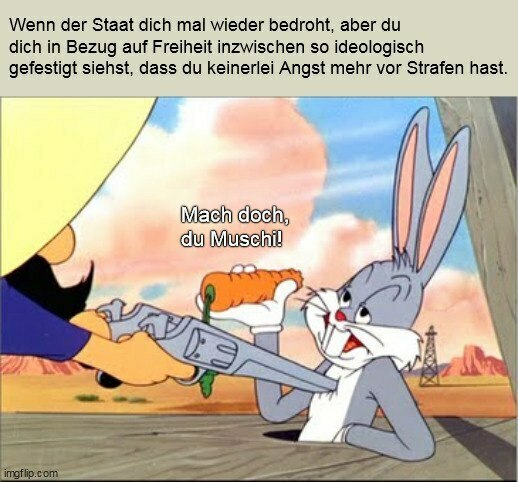 Wenn der Staat dich mal wieder bedroht, aber du
dich in Bezug auf Freiheit inzwischen so ideologisch
gefestigt siehst, dass du keinerlei Angst mehr vor Strafen hast.
Mach doch,
du Muschi!
imgflip.com